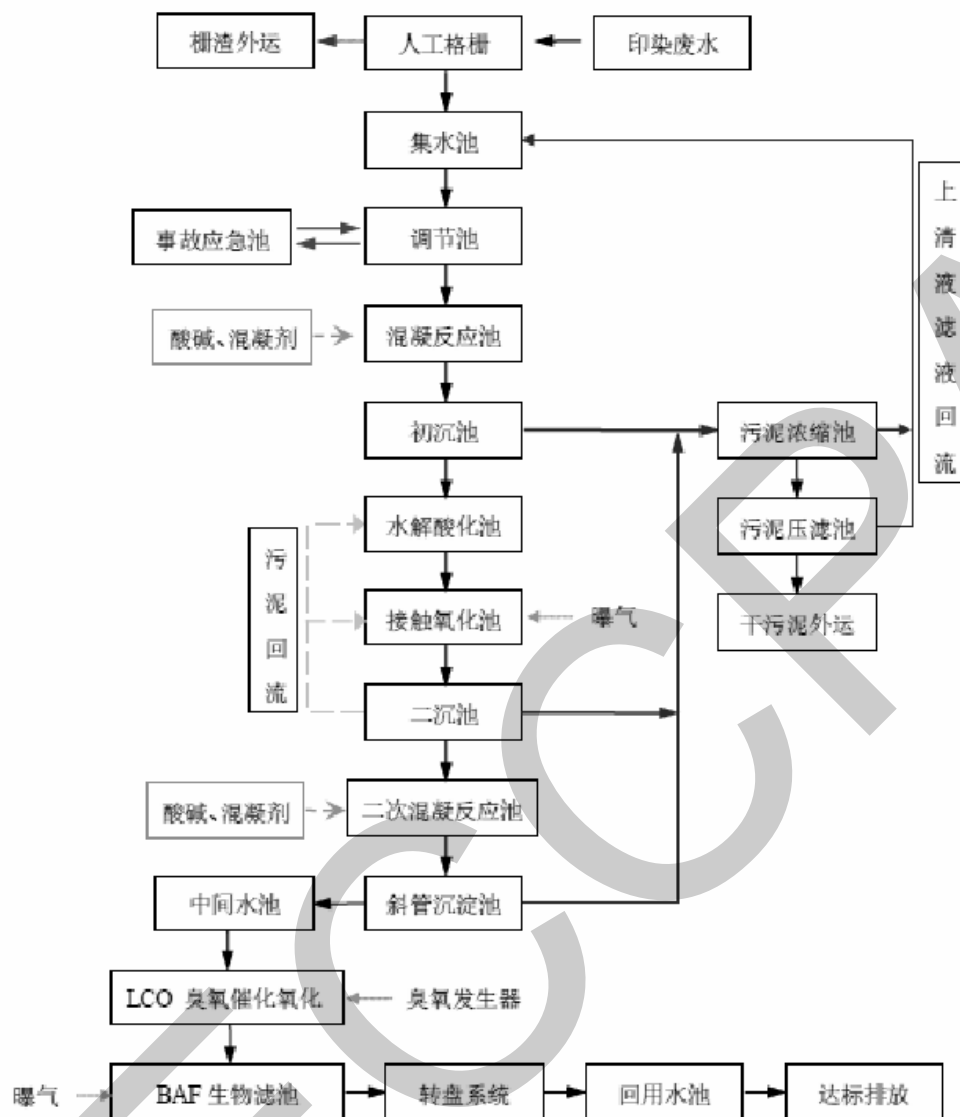 栅渣外运
人工格栅
印染废水
集水池
事故应急池
调节池
酸碱、混凝剂
混凝反应池
初沉池
污泥浓缩池
上清液滤液回流
水解酸化池
污泥压滤池
污泥回流
接触氧化池
曝气
干污泥外运
二沉池
酸碱、混凝剂
二次混凝反应池
中间水池
斜管沉淀池
LCO 臭氧催化氧化
臭氧发生器
曝气
BAF 生物滤池
转盘系统
回用水池
达标排放